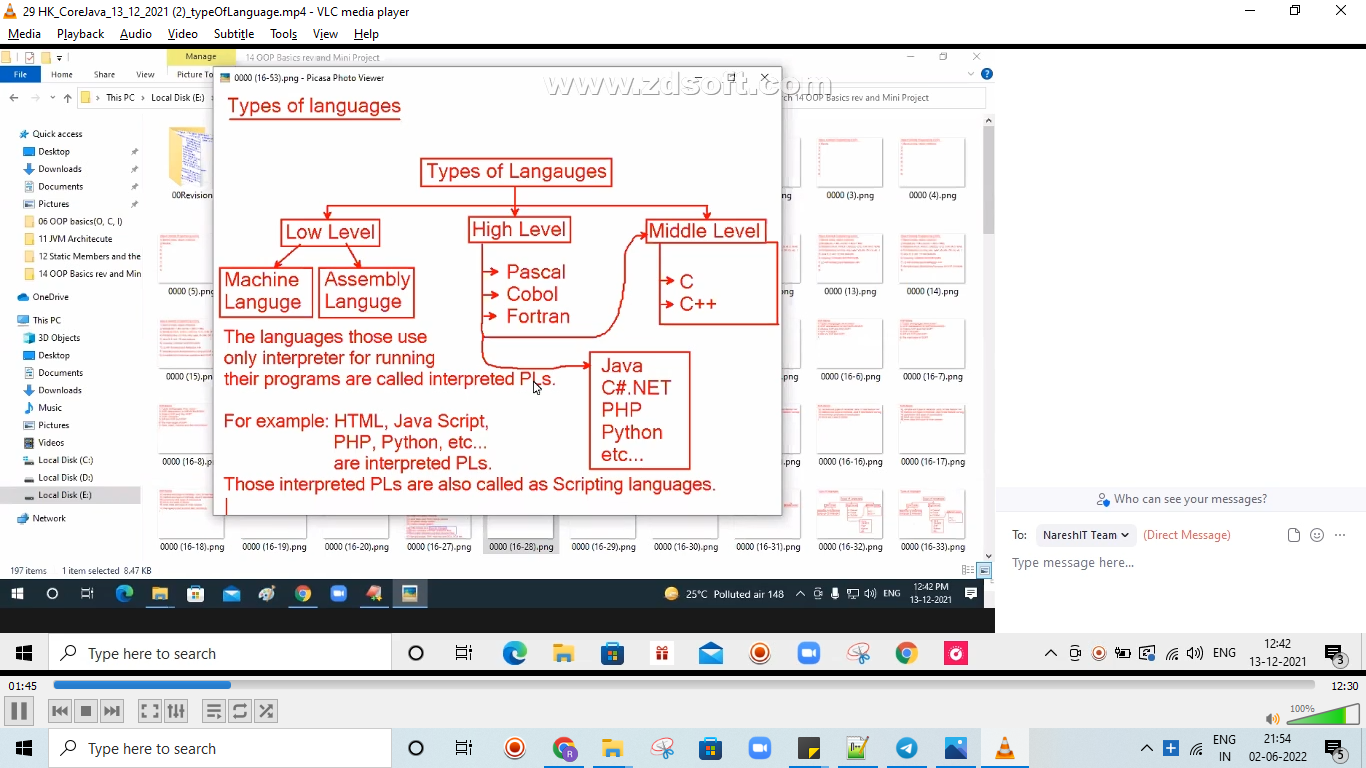 29 HK_CoreJava_13_12_2021 (2)_typeOfLanguage.mp4 - VLC media player
Media Playback Audio Video Subtitle Tools View Help
Manage 14 OOP Basics rev and Mini Project
File Home Share View Picture To
0000 (16-53).png - Picasa Photo Viewer
www.zdsoft.com
This PC Local Disk (E:)
ch 14 OOP Basics rev and Mini Project
Quick access
Desktop
Downloads
Documents
Pictures
06 OOP basics(O, C, I)
11 JVM Architecute
12 Static Members and the
14 OOP Basics rev and Min
OneDrive
This PC
3D Objects
Desktop
Documents
Downloads
Music
Pictures
Videos
Local Disk (C:)
Local Disk (D:)
Local Disk (E:)
Network
Types of languages
Types of Langauges
Low Level High Level Middle Level
Machine Languge
Assembly Languge
Pascal
Cobol
Fortran
C
C++
Java
C#.NET
PHP
Python
etc...
The languages those use
only interpreter for running
their programs are called interpreted PLs.
For example: HTML, Java Script,
PHP, Python, etc...
are interpreted PLs.
Those interpreted PLs are also called as Scripting languages.
00Revision
ng 0000 (3).png 0000 (4).png
0000 (5).
ng 0000 (13).png 0000 (14).png
0000 (15).
ng 0000 (16-6).png 0000 (16-7).png
0000 (16-8).p
.png 0000 (16-16).png 0000 (16-17).png
0000 (16-18).png 0000 (16-19).png 0000 (16-20).png 0000 (16-27).png 0000 (16-28).png 0000 (16-29).png 0000 (16-30).png 0000 (16-31).png 0000 (16-32).png 0000 (16-33).png
197 items 1 item selected 8.47 KB
25°C Polluted air 148 ENG 12:42 PM
13-12-2021
Who can see your messages?
To: NareshIT Team (Direct Message)
Type message here...
Type here to search
ENG 12:42
13-12-2021 3
01:45 12:30
100%
Type here to search
ENG 21:54
IN 02-06-2022 5